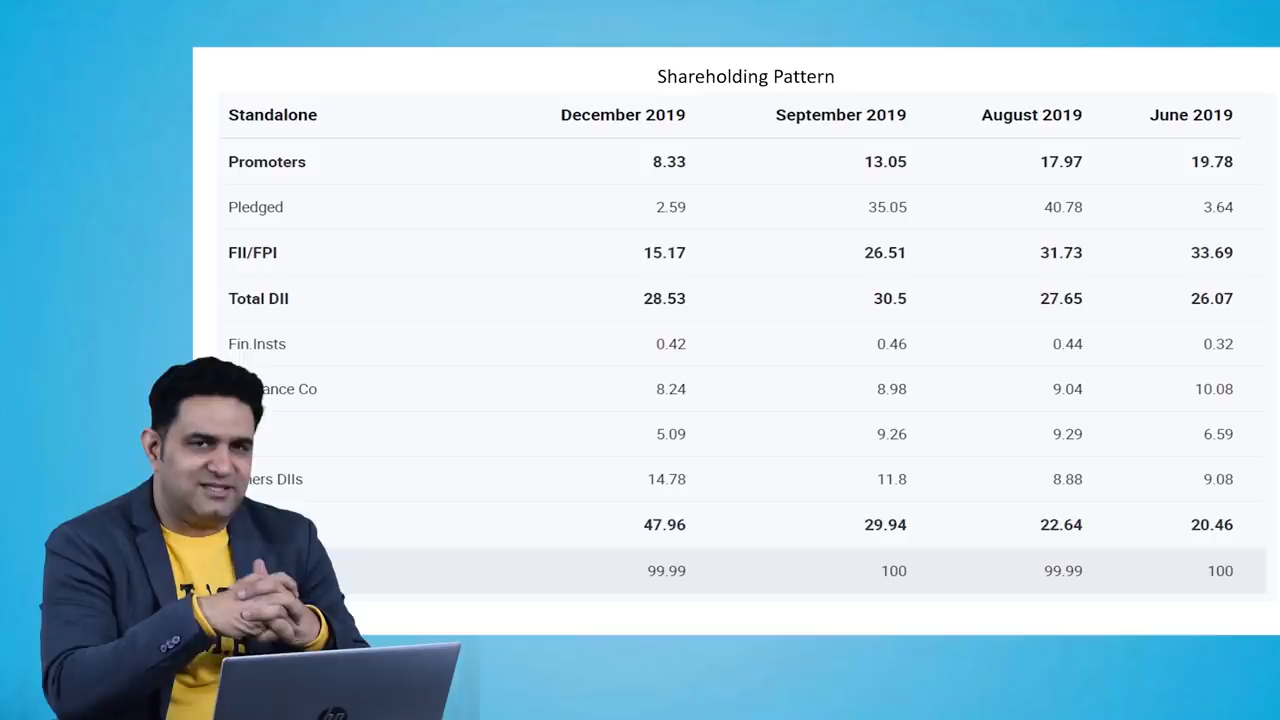 Shareholding Pattern
Standalone December 2019 September 2019 August 2019 June 2019
Promoters 8.33 13.05 17.97 19.78
Pledged 2.59 35.05 40.78 3.64
FII/FPI 15.17 26.51 31.73 33.69
Total DII 28.53 30.5 27.65 26.07
Fin.Insts 0.42 0.46 0.44 0.32
Co 8.24 8.98 9.04 10.08
5.09 9.26 9.29 6.59
DIIs 14.78 11.8 8.88 9.08
47.96 29.94 22.64 20.46
99.99 100 99.99 100
hp